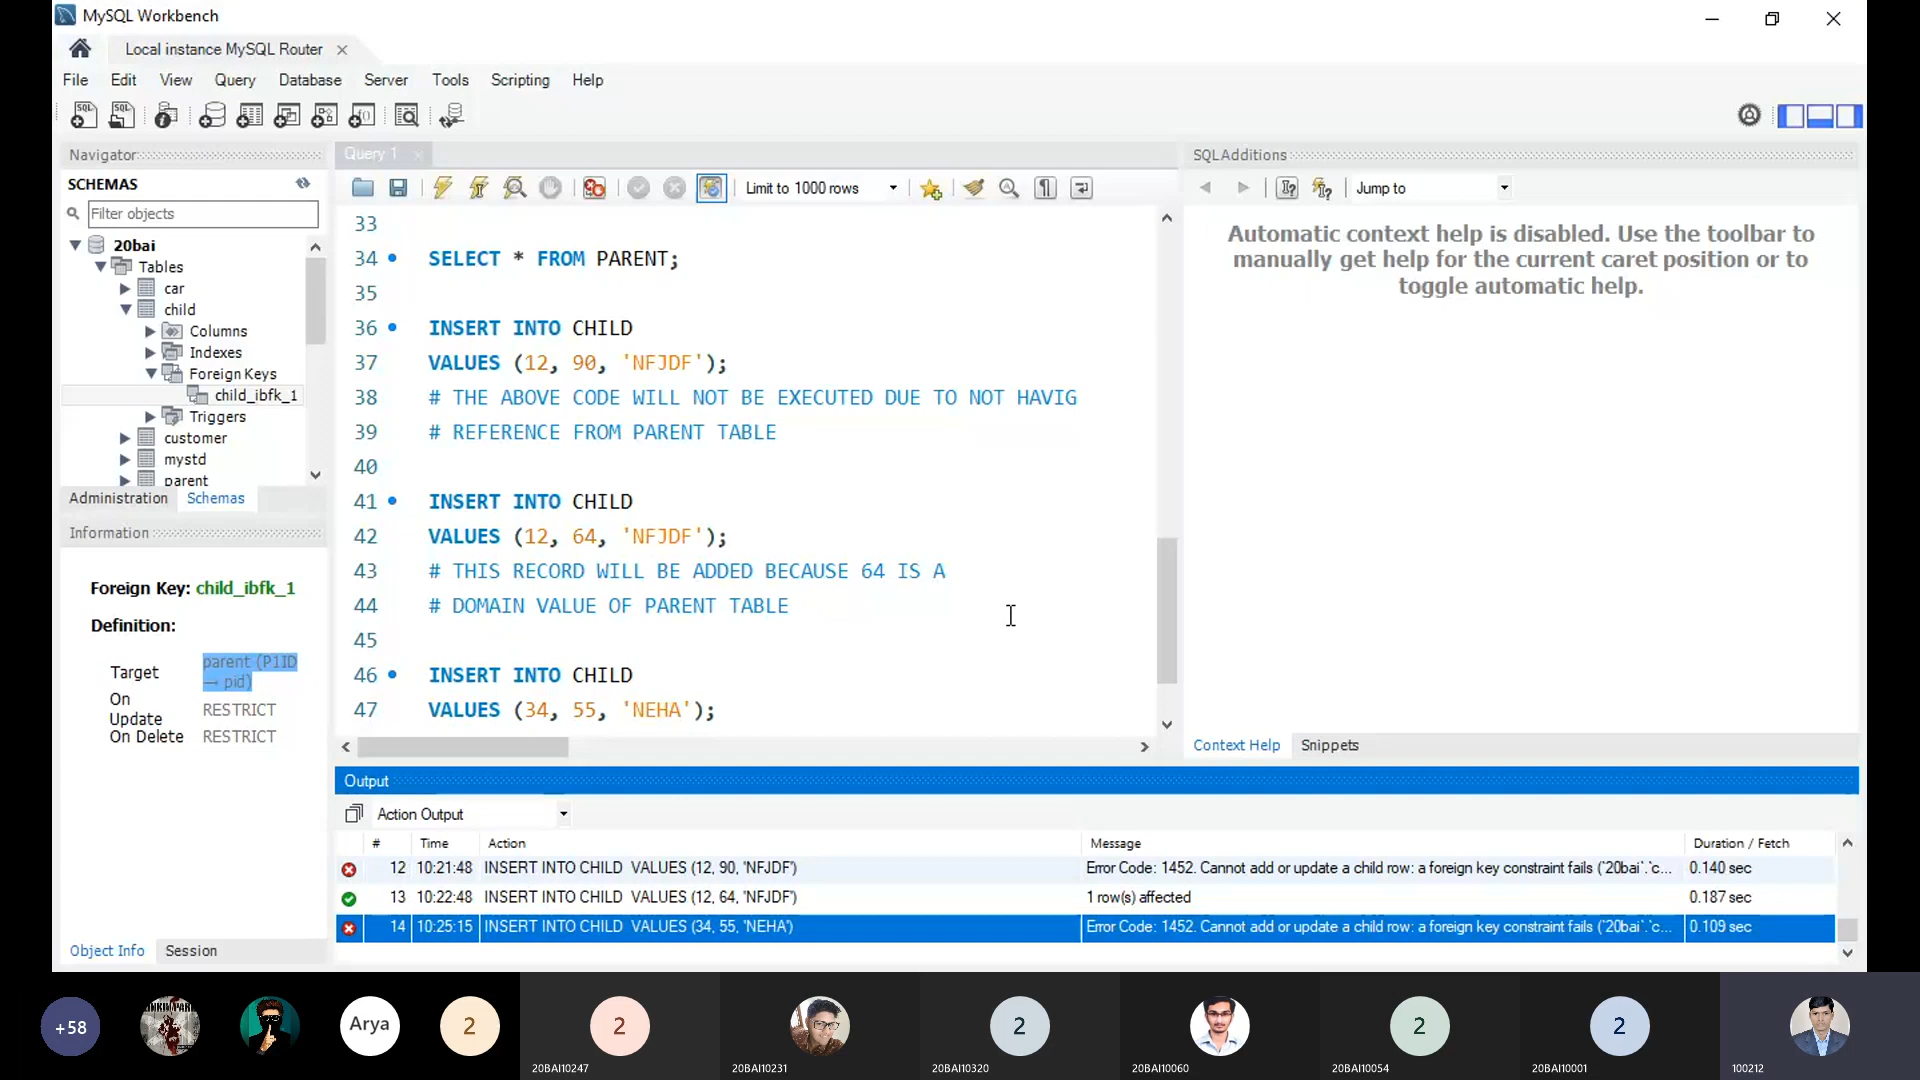 MySQL Workbench
Local instance MySQL Router
File Edit View Query Database Server Tools Scripting Help
Navigator
SCHEMAS
Filter objects
20bai
Tables
car
child
Columns
Indexes
Foreign Keys
child_ibfk_1
Triggers
customer
mystd
parent
Administration Schemas
Information
Foreign Key: child_ibfk_1
Definition:
Target parent (P1ID → pid)
On Update RESTRICT
On Delete RESTRICT
Object Info Session
Query 1
Limit to 1000 rows
33
34 SELECT * FROM PARENT;
35
36 INSERT INTO CHILD
37 VALUES (12, 90, 'NFJDF');
38 # THE ABOVE CODE WILL NOT BE EXECUTED DUE TO NOT HAVIG
39 # REFERENCE FROM PARENT TABLE
40
41 INSERT INTO CHILD
42 VALUES (12, 64, 'NFJDF');
43 # THIS RECORD WILL BE ADDED BECAUSE 64 IS A
44 # DOMAIN VALUE OF PARENT TABLE
45
46 INSERT INTO CHILD
47 VALUES (34, 55, 'NEHA');
SQLAdditions
Jump to
Automatic context help is disabled. Use the toolbar to
manually get help for the current caret position or to
toggle automatic help.
Context Help Snippets
Output
Action Output
# Time Action Message Duration / Fetch
12 10:21:48 INSERT INTO CHILD VALUES (12, 90, 'NFJDF') Error Code: 1452. Cannot add or update a child row: a foreign key constraint fails (`20bai`.`c... 0.140 sec
13 10:22:48 INSERT INTO CHILD VALUES (12, 64, 'NFJDF') 1 row(s) affected 0.187 sec
14 10:25:15 INSERT INTO CHILD VALUES (34, 55, 'NEHA') Error Code: 1452. Cannot add or update a child row: a foreign key constraint fails (`20bai`.`c... 0.109 sec
+58 Arya 2 2 2 2 2
20BAI10247 20BAI10231 20BAI10320 20BAI10060 20BAI10054 20BAI10001 100212